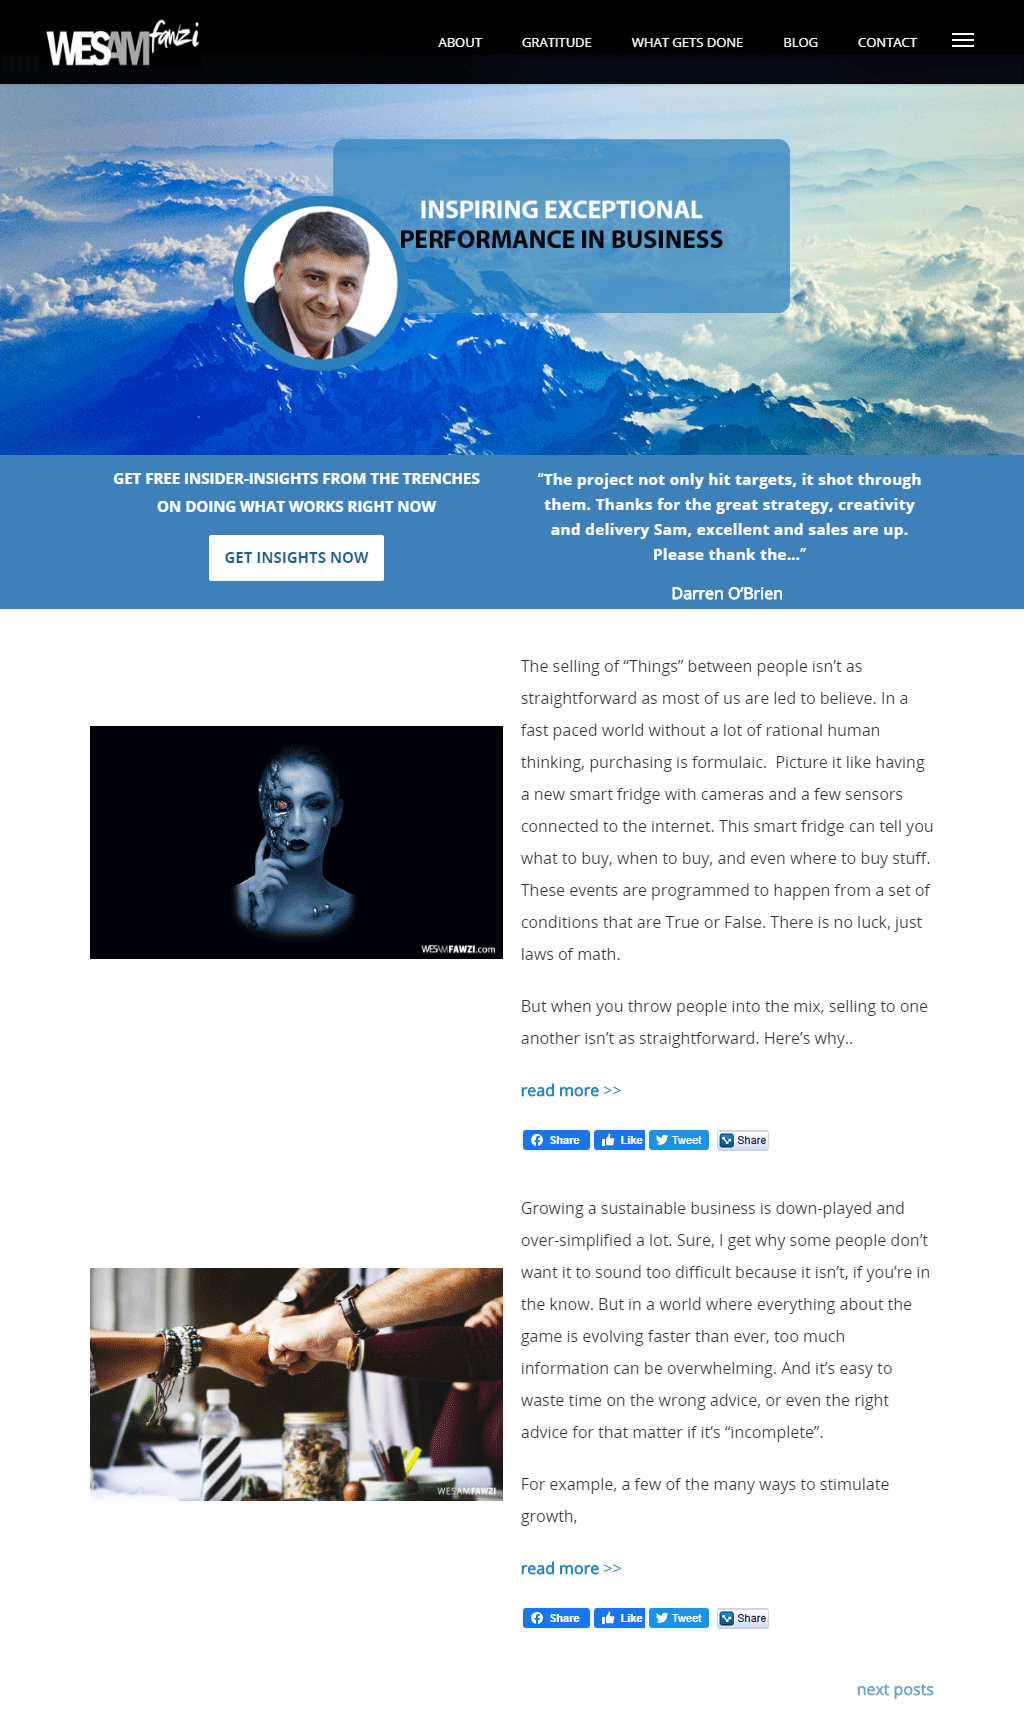 WESAM fawzi
ABOUT
GRATITUDE
WHAT GETS DONE
BLOG
CONTACT
INSPIRING EXCEPTIONAL
PERFORMANCE IN BUSINESS
GET FREE INSIDER-INSIGHTS FROM THE TRENCHES
ON DOING WHAT WORKS RIGHT NOW
GET INSIGHTS NOW
“The project not only hit targets, it shot through
them. Thanks for the great strategy, creativity
and delivery Sam, excellent and sales are up.
Please thank the...”
Darren O’Brien
WESAMFAWZI.com
The selling of “Things” between people isn’t as
straightforward as most of us are led to believe. In a
fast paced world without a lot of rational human
thinking, purchasing is formulaic.  Picture it like having
a new smart fridge with cameras and a few sensors
connected to the internet. This smart fridge can tell you
what to buy, when to buy, and even where to buy stuff.
These events are programmed to happen from a set of
conditions that are True or False. There is no luck, just
laws of math.
But when you throw people into the mix, selling to one
another isn’t as straightforward. Here’s why..
read more >>
Share
Like
Tweet
Share
WESAMFAWZI
Growing a sustainable business is down-played and
over-simplified a lot. Sure, I get why some people don’t
want it to sound too difficult because it isn’t, if you’re in
the know. But in a world where everything about the
game is evolving faster than ever, too much
information can be overwhelming. And it’s easy to
waste time on the wrong advice, or even the right
advice for that matter if it’s “incomplete”.
For example, a few of the many ways to stimulate
growth,
read more >>
Share
Like
Tweet
Share
next posts